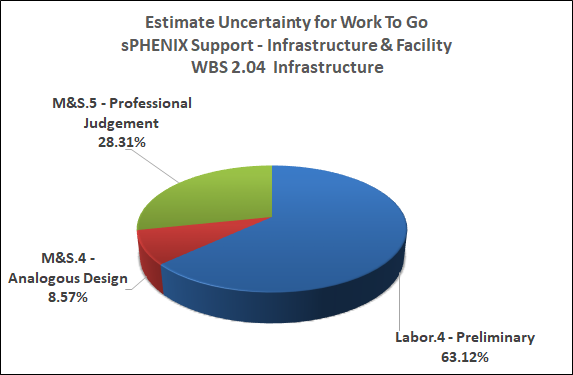 Estimate Uncertainty for Work To Go
sPHENIX Support - Infrastructure & Facility
WBS 2.04  Infrastructure
M&S.5 - Professional
Judgement
28.31%
M&S.4 -
Analogous Design
8.57%
Labor.4 - Preliminary
63.12%